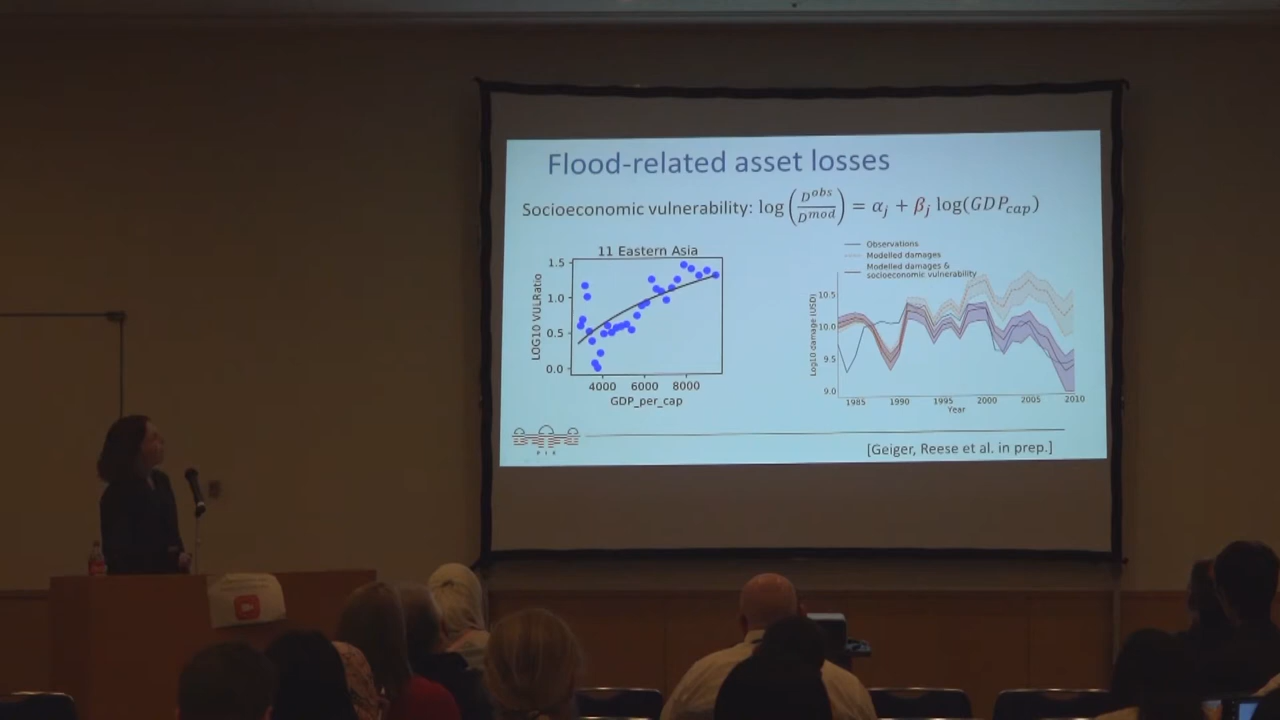 Flood-related asset losses
Socioeconomic vulnerability: log(D^obs/D^mod) = α_j + β_j log(GDP_cap)
11 Eastern Asia
LOG10 VULRatio
1.5
1.0
0.5
0.0
4000 6000 8000
GDP_per_cap
Observations
Modelled damages
Modelled damages &
socioeconomic vulnerability
Log10 damage (USD)
10.5
10.0
9.5
9.0
1985 1990 1995 2000 2005 2010
Year
P I K
[Geiger, Reese et al. in prep.]